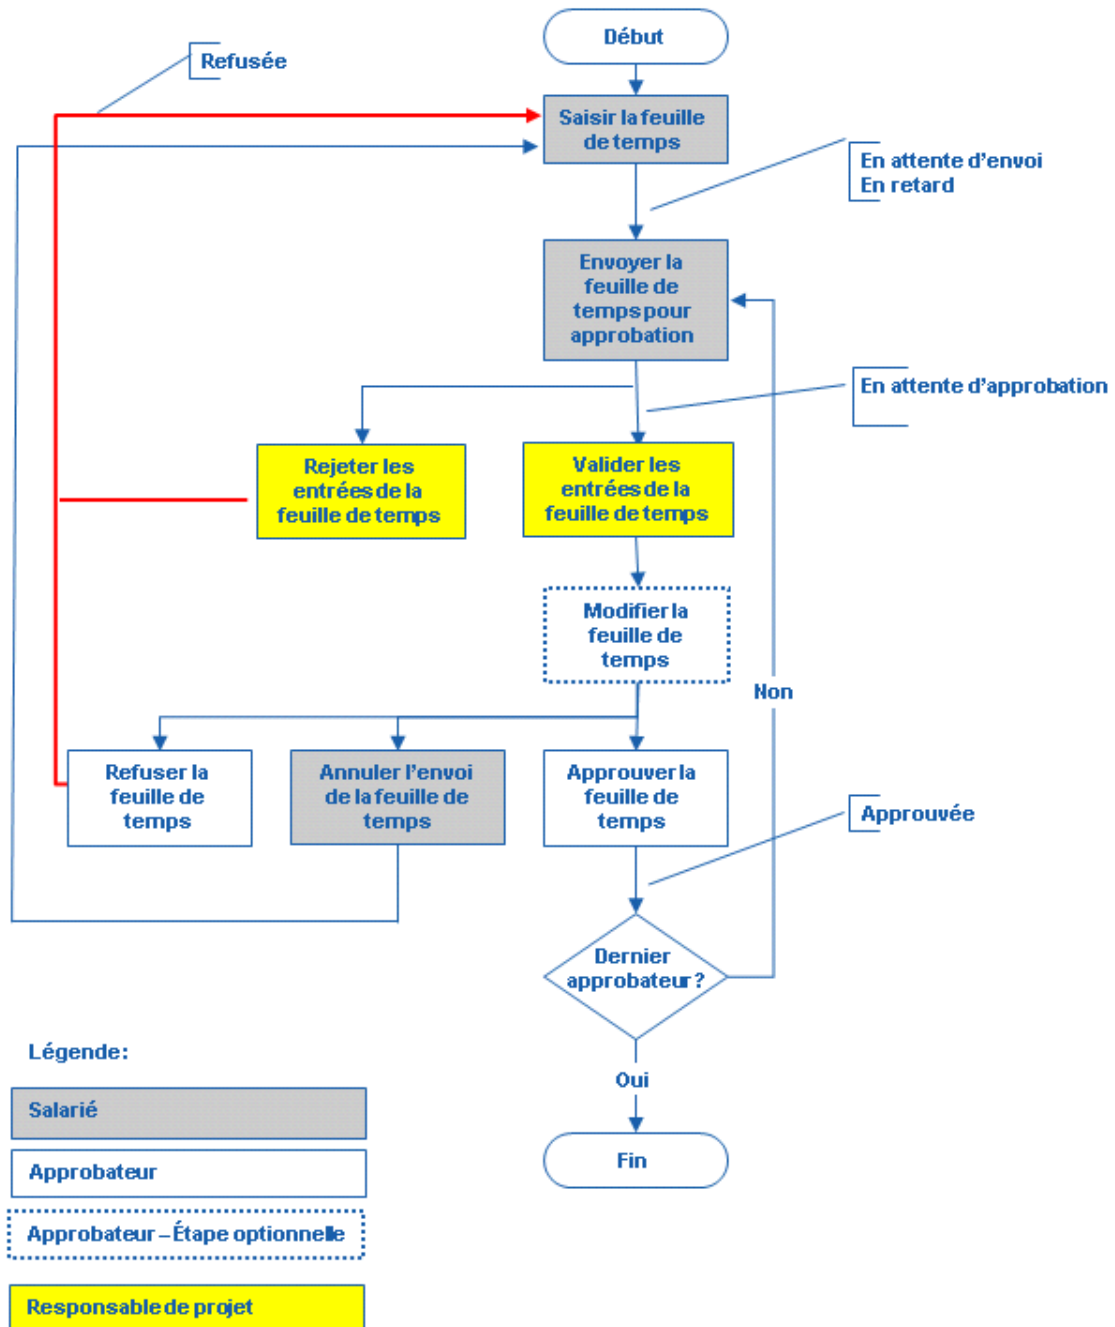 Début
Refusée
Saisir la feuille
de temps
En attente d'envoi
En retard
Envoyer la
feuille de
temps pour
approbation
En attente d'approbation
Rejeter les
entrées de la
feuille de temps
Valider les
entrées de la
feuille de temps
Modifier la
feuille de
temps
Non
Refuser la
feuille de
temps
Annuler l'envoi
de la feuille de
temps
Approuver la
feuille de
temps
Approuvée
Dernier
approbateur ?
Oui
Fin
Légende :
Salarié
Approbateur
Approbateur – Étape optionnelle
Responsable de projet